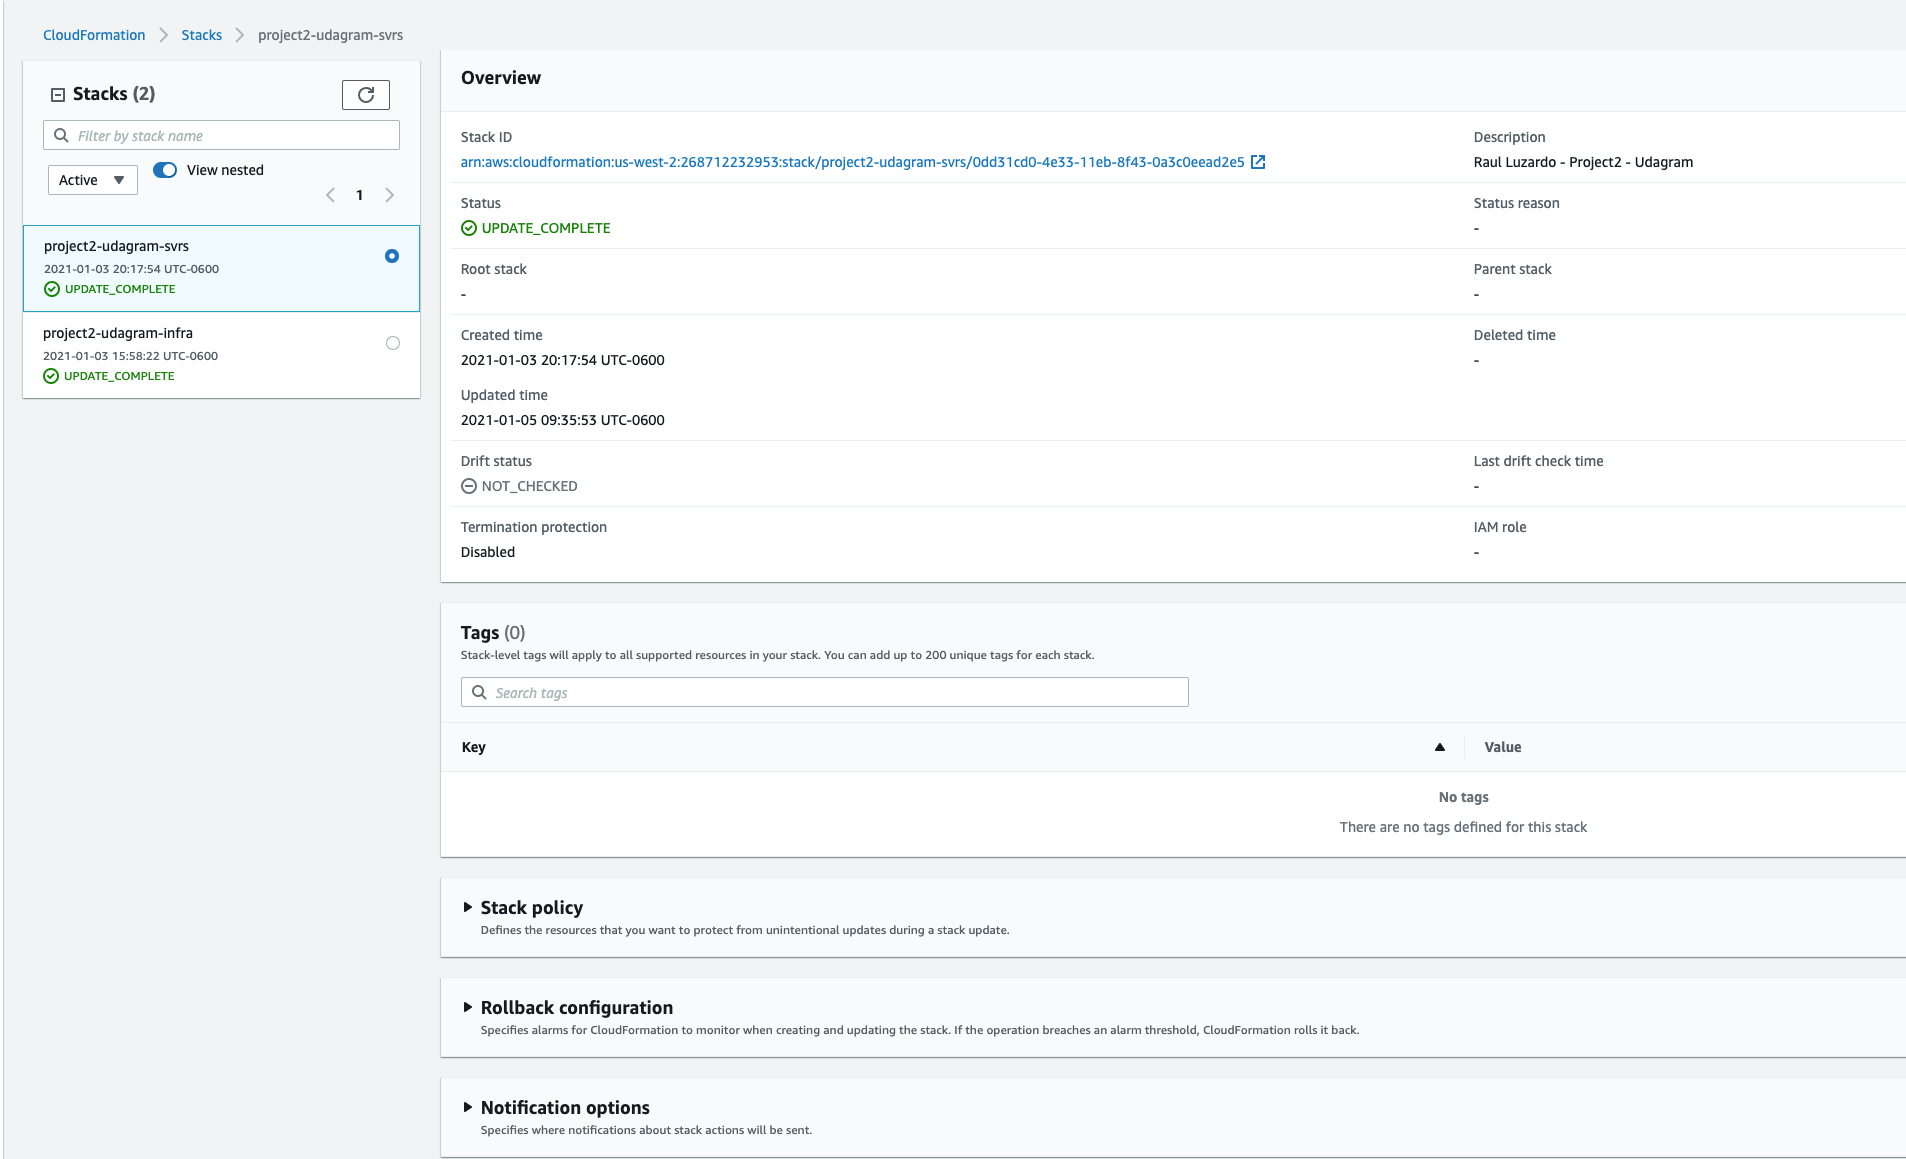 CloudFormation > Stacks > project2-udagram-svrs
Stacks (2)
Filter by stack name
Active
View nested
1
project2-udagram-svrs
2021-01-03 20:17:54 UTC-0600
UPDATE_COMPLETE
project2-udagram-infra
2021-01-03 15:58:22 UTC-0600
UPDATE_COMPLETE
Overview
Stack ID
arn:aws:cloudformation:us-west-2:268712232953:stack/project2-udagram-svrs/0dd31cd0-4e33-11eb-8f43-0a3c0eead2e5
Description
Raul Luzardo - Project2 - Udagram
Status
UPDATE_COMPLETE
Status reason
-
Root stack
-
Parent stack
-
Created time
2021-01-03 20:17:54 UTC-0600
Deleted time
-
Updated time
2021-01-05 09:35:53 UTC-0600
Drift status
NOT_CHECKED
Last drift check time
-
Termination protection
Disabled
IAM role
-
Tags (0)
Stack-level tags will apply to all supported resources in your stack. You can add up to 200 unique tags for each stack.
Search tags
Key
Value
No tags
There are no tags defined for this stack
Stack policy
Defines the resources that you want to protect from unintentional updates during a stack update.
Rollback configuration
Specifies alarms for CloudFormation to monitor when creating and updating the stack. If the operation breaches an alarm threshold, CloudFormation rolls it back.
Notification options
Specifies where notifications about stack actions will be sent.